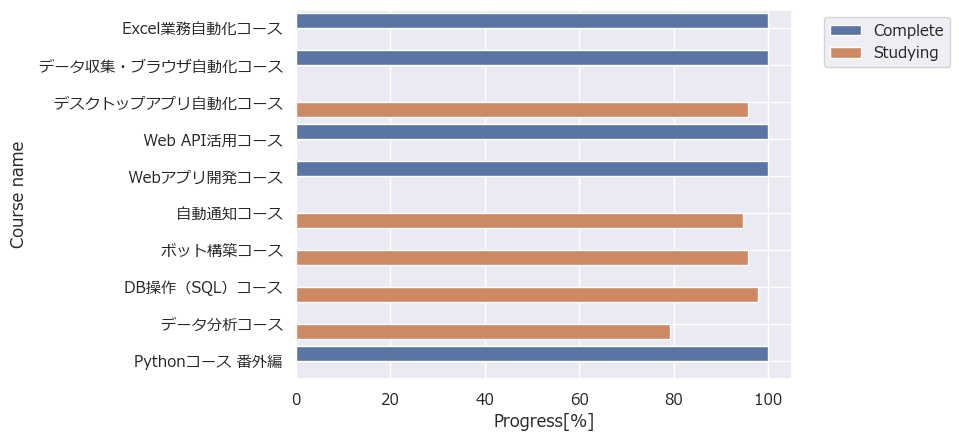 Excel業務自動化コース
データ収集・ブラウザ自動化コース
デスクトップアプリ自動化コース
Web API活用コース
Webアプリ開発コース
自動通知コース
ボット構築コース
DB操作（SQL）コース
データ分析コース
Pythonコース 番外編
Course name
0 20 40 60 80 100
Progress[%]
Complete
Studying